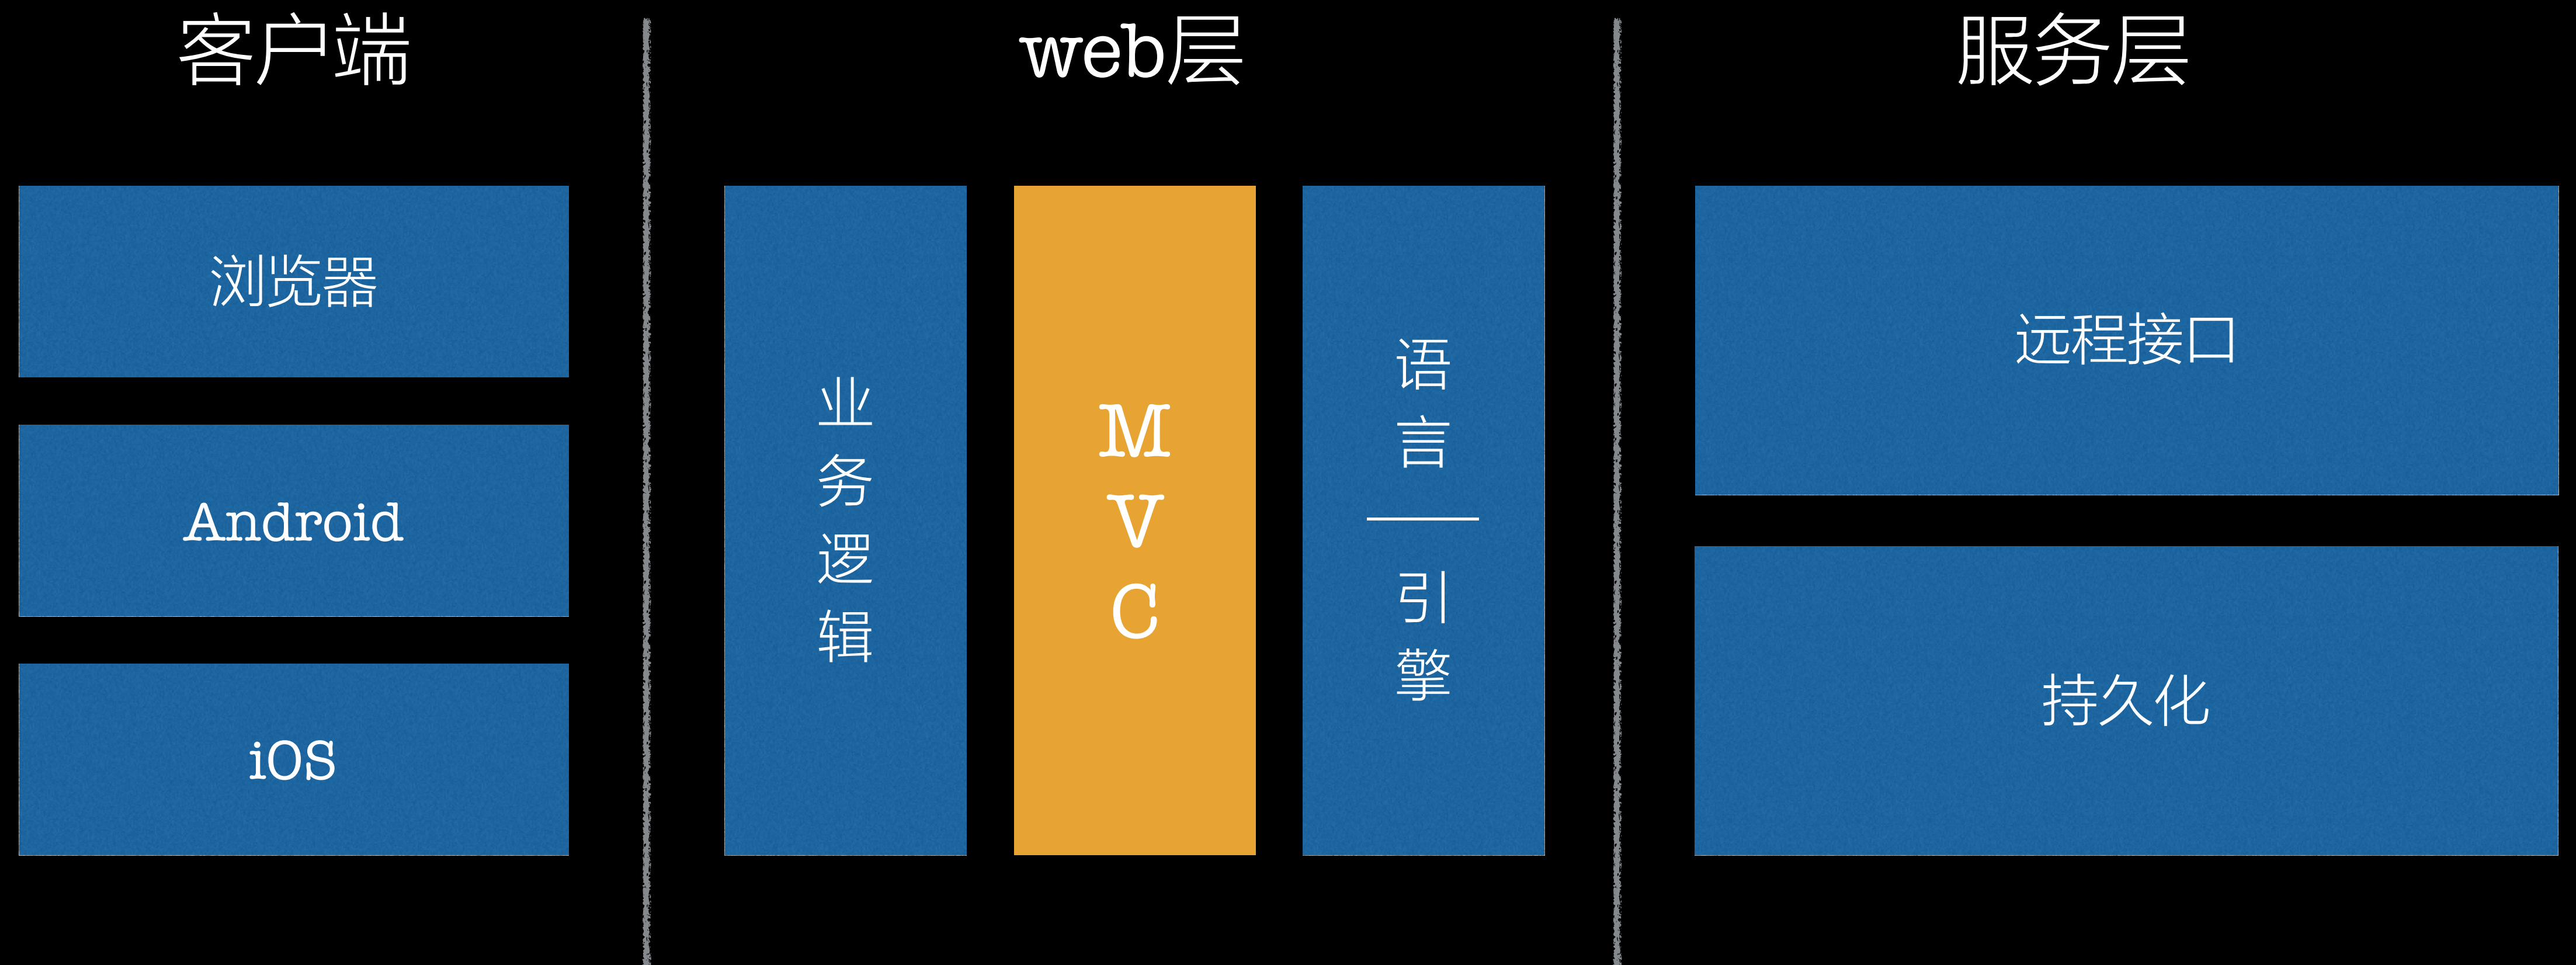 客户端
浏览器
Android
iOS
web层
业务逻辑
MVC
语言
引擎
服务层
远程接口
持久化